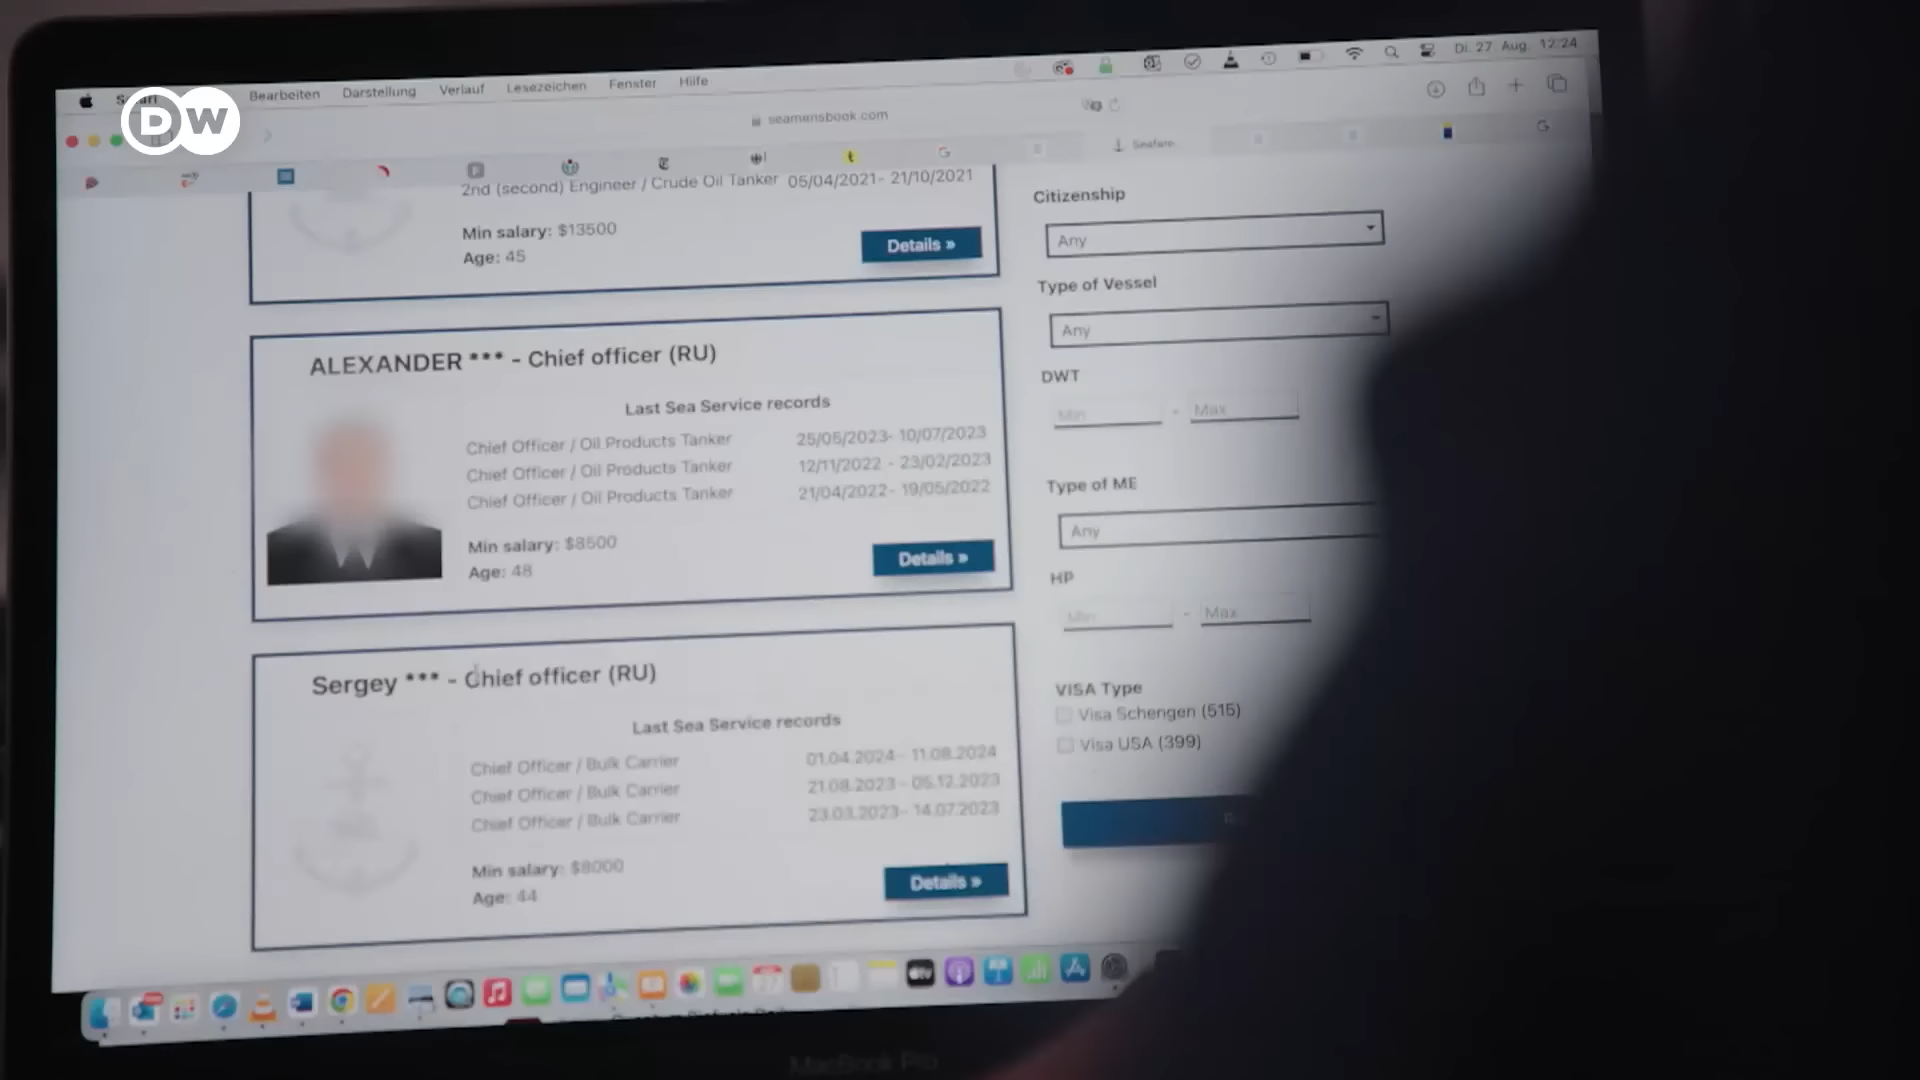 Bearbeiten Darstellung Verlauf Lesezeichen Fenster Hilfe Di. 27 Aug. 12:24
DW
seamensbook.com
Seafare
2nd (second) Engineer / Crude Oil Tanker 05/04/2021- 21/10/2021
Min salary: $13500
Age: 45
Details »
ALEXANDER *** - Chief officer (RU)
Last Sea Service records
Chief Officer / Oil Products Tanker 25/05/2023- 10/07/2023
Chief Officer / Oil Products Tanker 12/11/2022 - 23/02/2023
Chief Officer / Oil Products Tanker 21/04/2022- 19/05/2022
Min salary: $8500
Age: 48
Details »
Sergey *** - Chief officer (RU)
Last Sea Service records
Chief Officer / Bulk Carrier 01.04.2024- 11.08.2024
Chief Officer / Bulk Carrier 21.08.2023- 05.12.2023
Chief Officer / Bulk Carrier 23.03.2023- 14.07.2023
Min salary: $8000
Age: 44
Details »
Citizenship
Any
Type of Vessel
Any
DWT
Min - Max
Type of ME
Any
HP
Min - Max
VISA Type
Visa Schengen (515)
Visa USA (399)
MacBook Pro